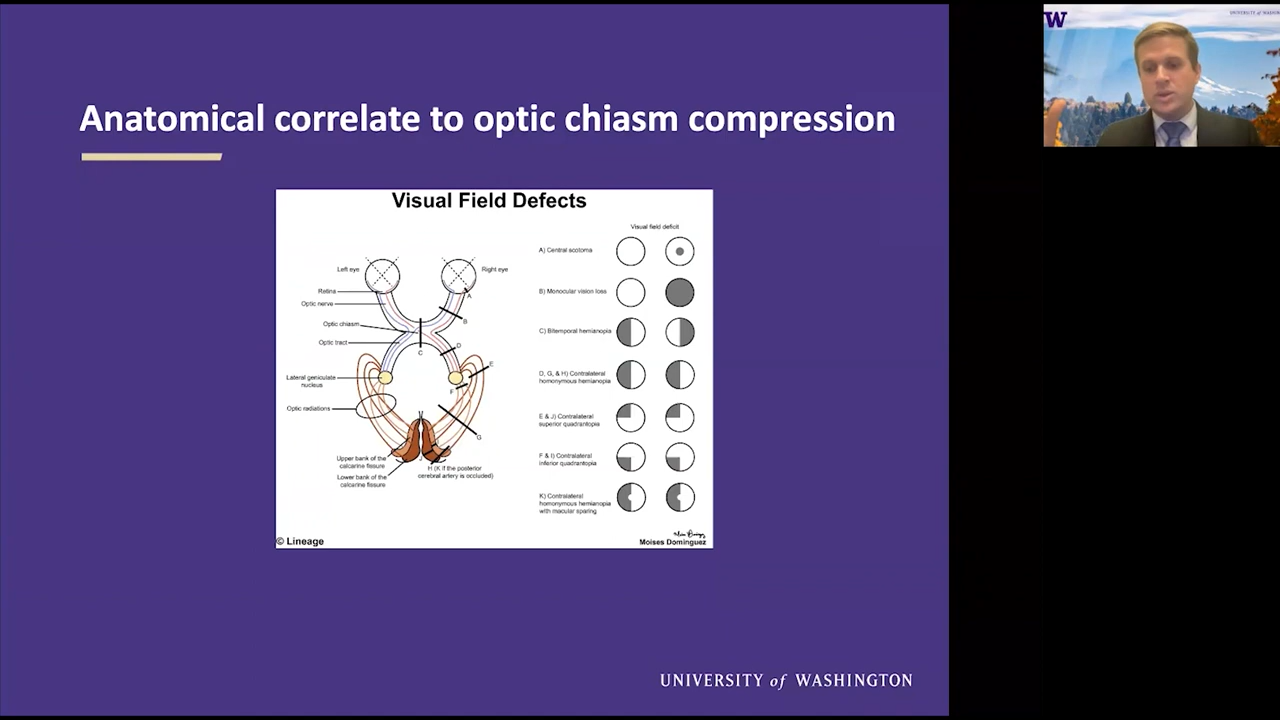 Anatomical correlate to optic chiasm compression
Visual Field Defects
Visual field deficit
Left eye
Right eye
Retina
Optic nerve
Optic chiasm
Optic tract
Lateral geniculate
nucleus
Optic radiations
Upper bank of the
calcarine fissure
Lower bank of the
calcarine fissure
A
B
C
D
E
F
G
H (K if the posterior
cerebral artery is occluded)
A) Central scotoma
B) Monocular vision loss
C) Bitemporal hemianopia
D, G, & H) Contralateral
homonymous hemianopia
E & J) Contralateral
superior quadrantopia
F & I) Contralateral
inferior quadrantopia
K) Contralateral
homonymous hemianopia
with macular sparing
© Lineage
Moises Dominguez
UNIVERSITY of WASHINGTON
W
UNIVERSITY of